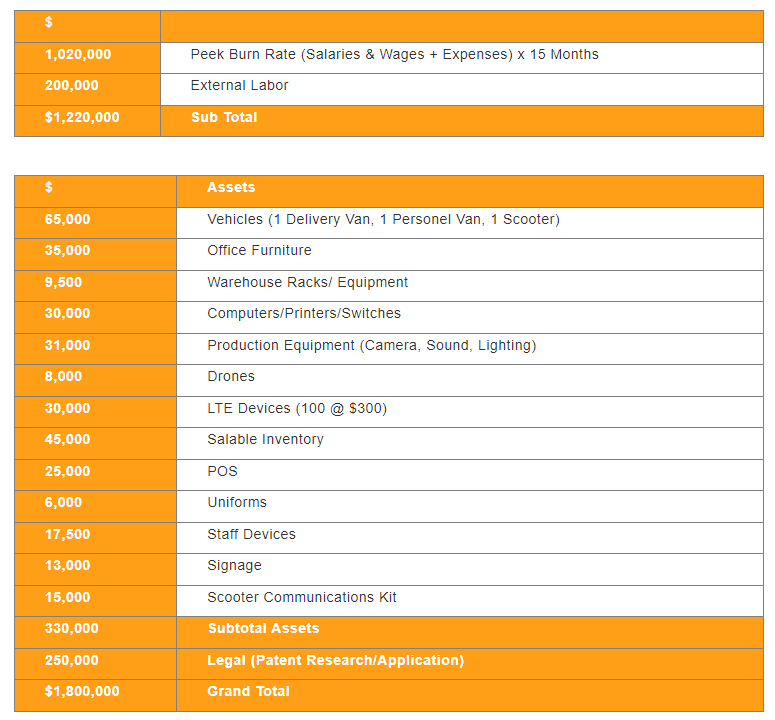 $
1,020,000 Peek Burn Rate (Salaries & Wages + Expenses) x 15 Months
200,000 External Labor
$1,220,000 Sub Total
$ Assets
65,000 Vehicles (1 Delivery Van, 1 Personel Van, 1 Scooter)
35,000 Office Furniture
9,500 Warehouse Racks/ Equipment
30,000 Computers/Printers/Switches
31,000 Production Equipment (Camera, Sound, Lighting)
8,000 Drones
30,000 LTE Devices (100 @ $300)
45,000 Salable Inventory
25,000 POS
6,000 Uniforms
17,500 Staff Devices
13,000 Signage
15,000 Scooter Communications Kit
330,000 Subtotal Assets
250,000 Legal (Patent Research/Application)
$1,800,000 Grand Total